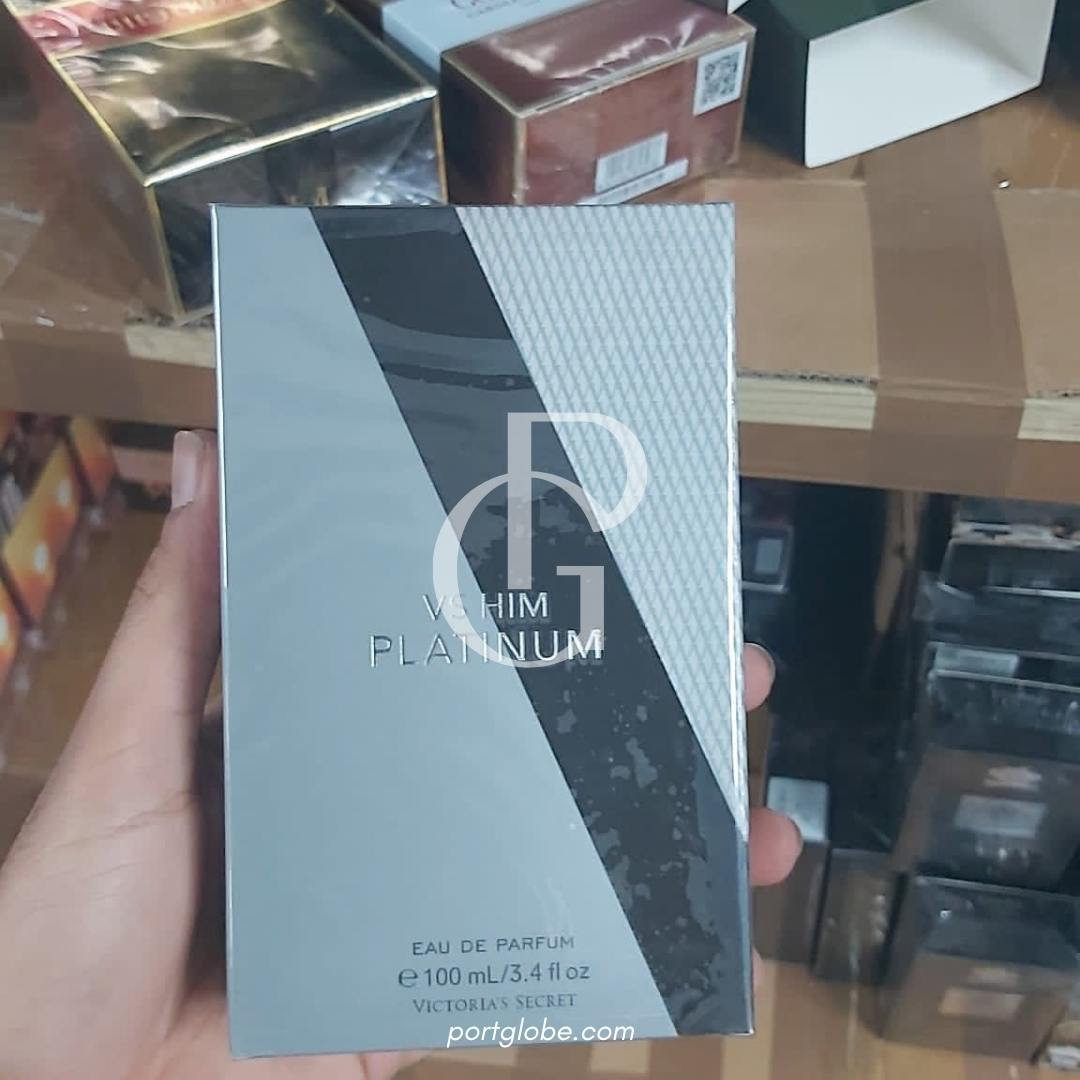 VS HIM
PLATINUM
EAU DE PARFUM
℮ 100 mL/3.4 fl oz
VICTORIA'S SECRET
portglobe.com